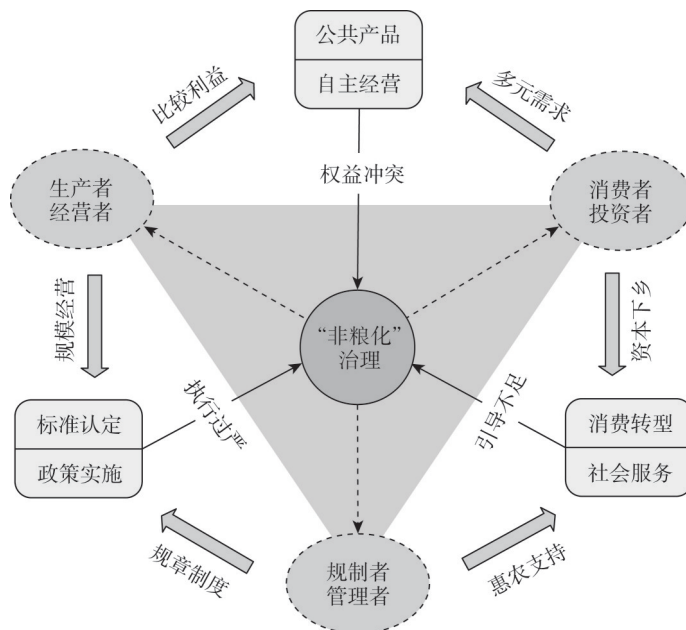 公共产品
自主经营
比较利益
多元需求
权益冲突
生产者
经营者
消费者
投资者
规模经营
资本下乡
“非粮化”
治理
执行过严
引导不足
标准认定
政策实施
消费转型
社会服务
规章制度
惠农支持
规制者
管理者